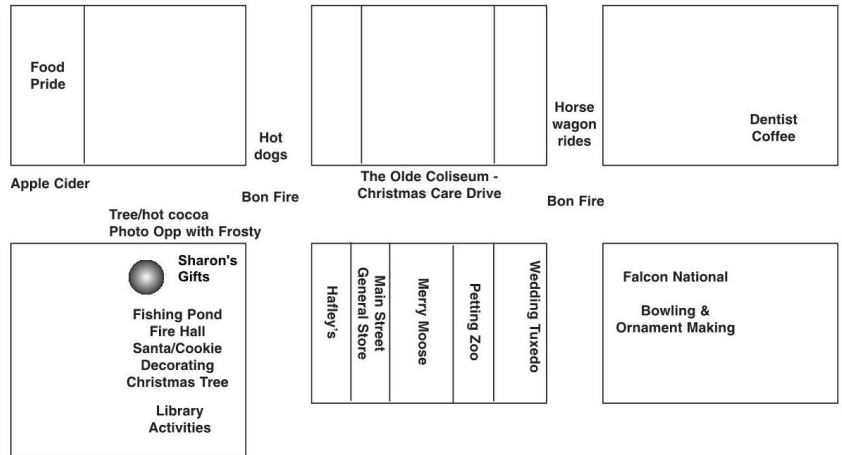 Food
Pride
Hot
dogs
Horse
wagon
rides
Dentist
Coffee
Apple Cider
Bon Fire
The Olde Coliseum -
Christmas Care Drive
Bon Fire
Tree/hot cocoa
Photo Opp with Frosty
Sharon's
Gifts
Fishing Pond
Fire Hall
Santa/Cookie
Decorating
Christmas Tree
Library
Activities
Hafley's
Main Street
General Store
Merry Moose
Petting Zoo
Wedding Tuxedo
Falcon National
Bowling &
Ornament Making